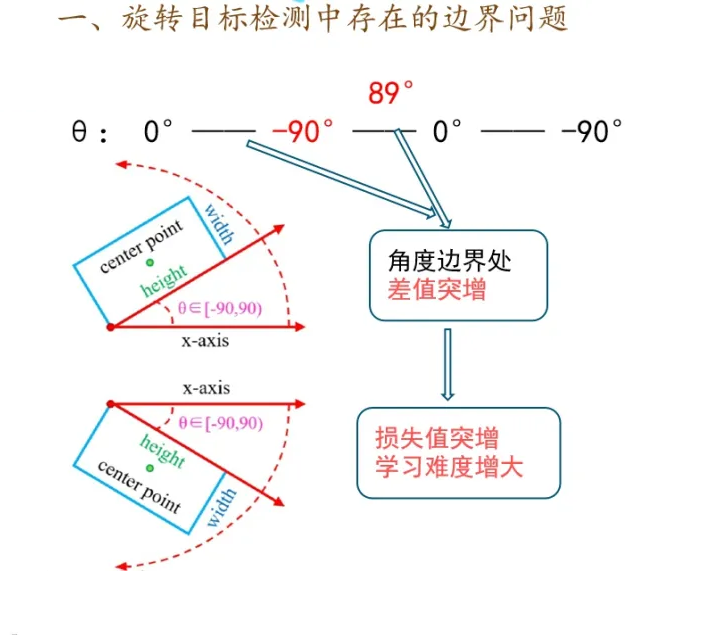 一、旋转目标检测中存在的边界问题
89°
θ： 0° —— -90° —— 0° —— -90°
width
center point
height
θ∈[-90,90)
x-axis
角度边界处
差值突增
x-axis
θ∈[-90,90)
height
center point
width
损失值突增
学习难度增大